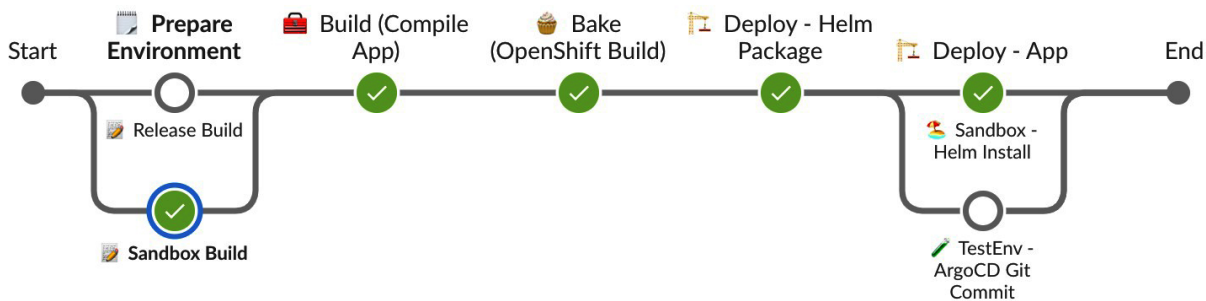 Start
Prepare
Environment
Build (Compile
App)
Bake
(OpenShift Build)
Deploy - Helm
Package
Deploy - App
End
Release Build
Sandbox Build
Sandbox -
Helm Install
TestEnv -
ArgoCD Git
Commit